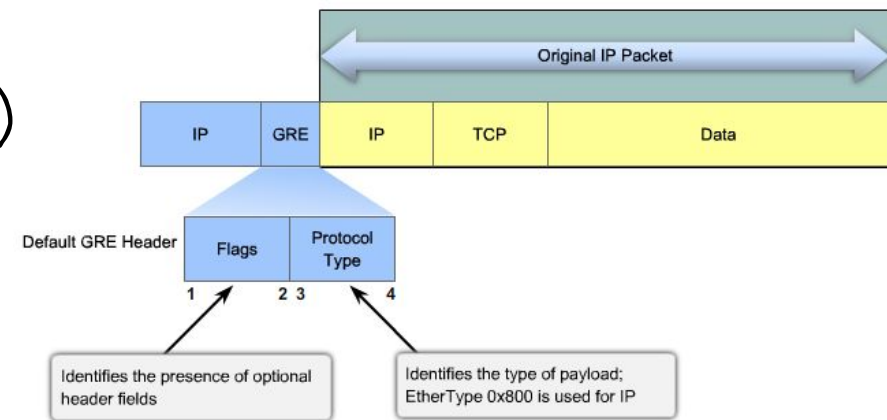 Original IP Packet
IP GRE IP TCP Data
Default GRE Header
Flags
Protocol
Type
1 2 3 4
Identifies the presence of optional
header fields
Identifies the type of payload;
EtherType 0x800 is used for IP